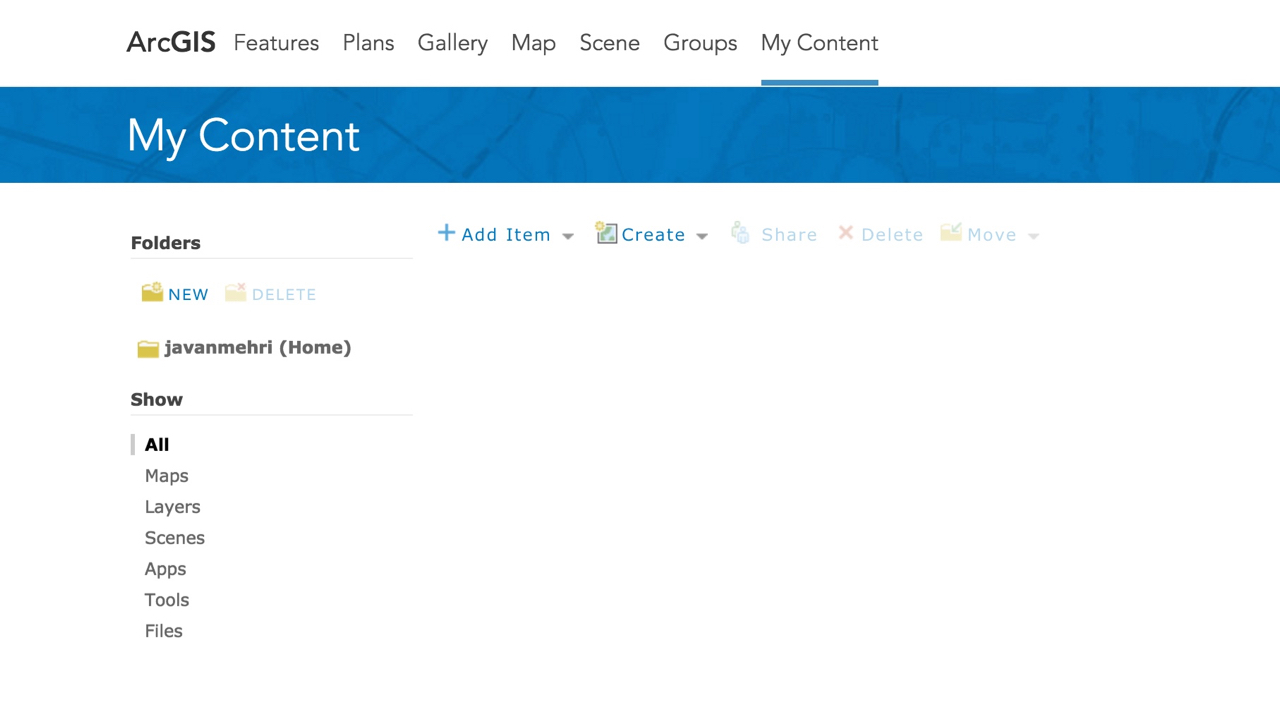 ArcGIS Features Plans Gallery Map Scene Groups My Content
My Content
Add Item Create Share Delete Move
Folders
NEW DELETE
javanmehri (Home)
Show
All
Maps
Layers
Scenes
Apps
Tools
Files